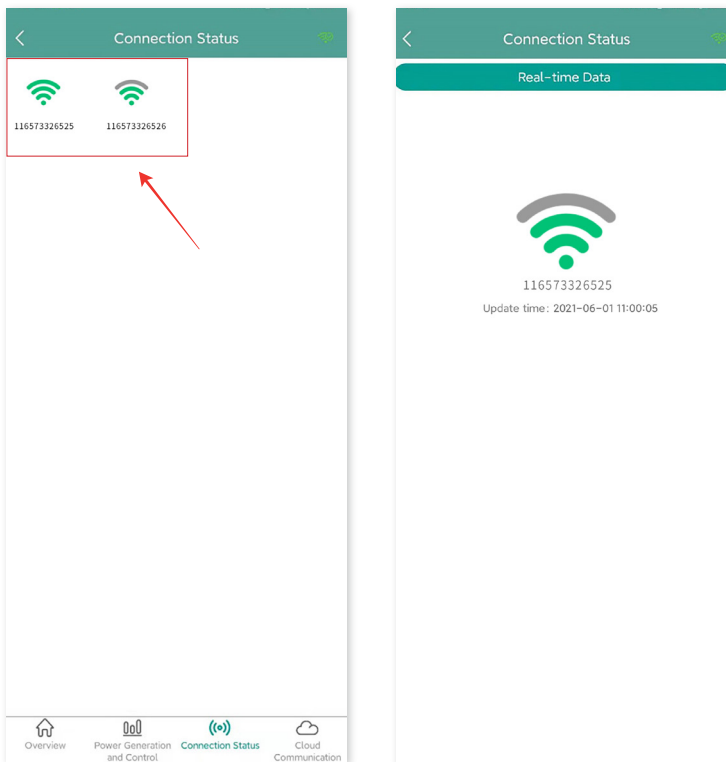 Connection Status
116573326525 116573326526
Overview
Power Generation and Control
Connection Status
Cloud Communication
Connection Status
Real-time Data
116573326525
Update time: 2021-06-01 11:00:05